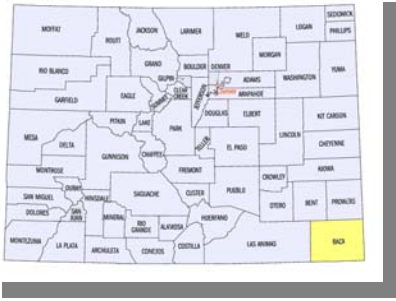 MOFFAT
ROUTT
JACKSON
LARIMER
WELD
LOGAN
SEDGWICK
PHILLIPS
MORGAN
GRAND
BOULDER
DENVER
RIO BLANCO
GILPIN
ADAMS
WASHINGTON
YUMA
CLEAR CREEK
JEFFERSON
Denver
ARAPAHOE
GARFIELD
EAGLE
SUMMIT
DOUGLAS
ELBERT
KIT CARSON
PITKIN
LAKE
PARK
LINCOLN
MESA
DELTA
GUNNISON
CHAFFEE
TELLER
EL PASO
CHEYENNE
MONTROSE
FREMONT
KIOWA
CROWLEY
OURAY
SAN MIGUEL
HINSDALE
SAGUACHE
CUSTER
PUEBLO
DOLORES
SAN JUAN
MINERAL
RIO GRANDE
ALAMOSA
HUERFANO
OTERO
BENT
PROWERS
MONTEZUMA
LA PLATA
ARCHULETA
CONEJOS
COSTILLA
LAS ANIMAS
BACA